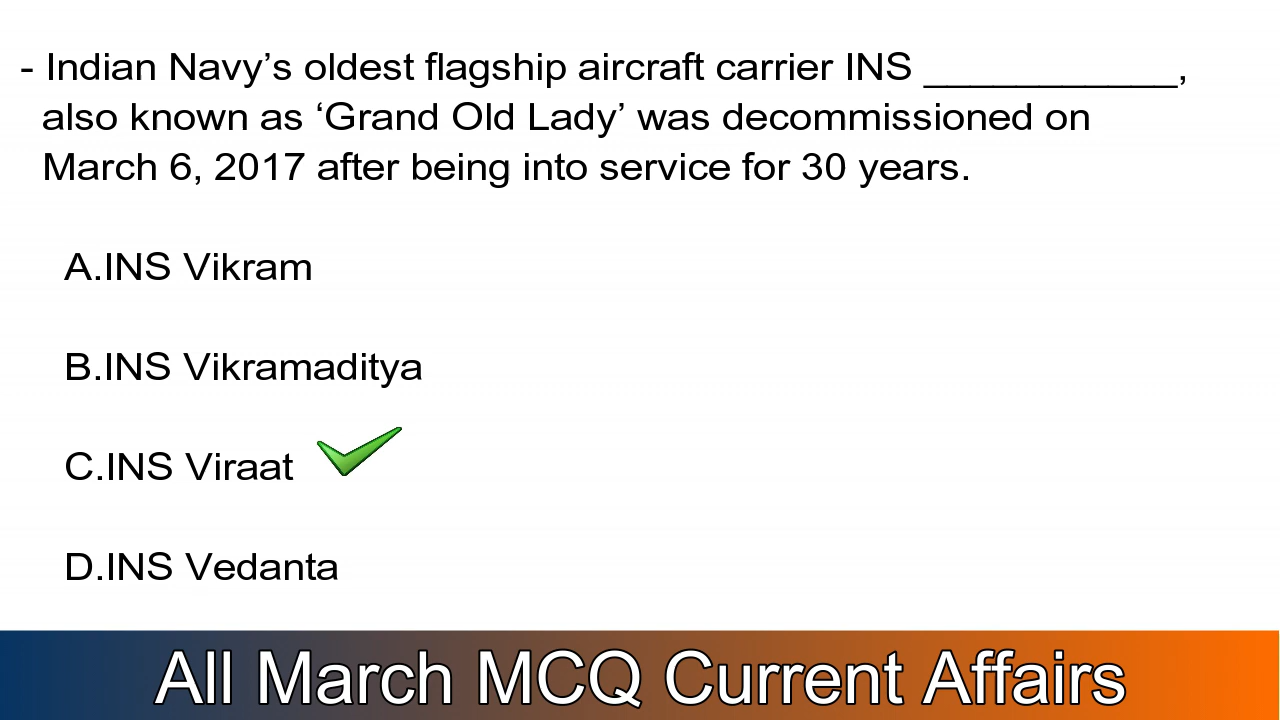 - Indian Navy’s oldest flagship aircraft carrier INS ____________,
also known as ‘Grand Old Lady’ was decommissioned on
March 6, 2017 after being into service for 30 years.
A.INS Vikram
B.INS Vikramaditya
C.INS Viraat
D.INS Vedanta
All March MCQ Current Affairs